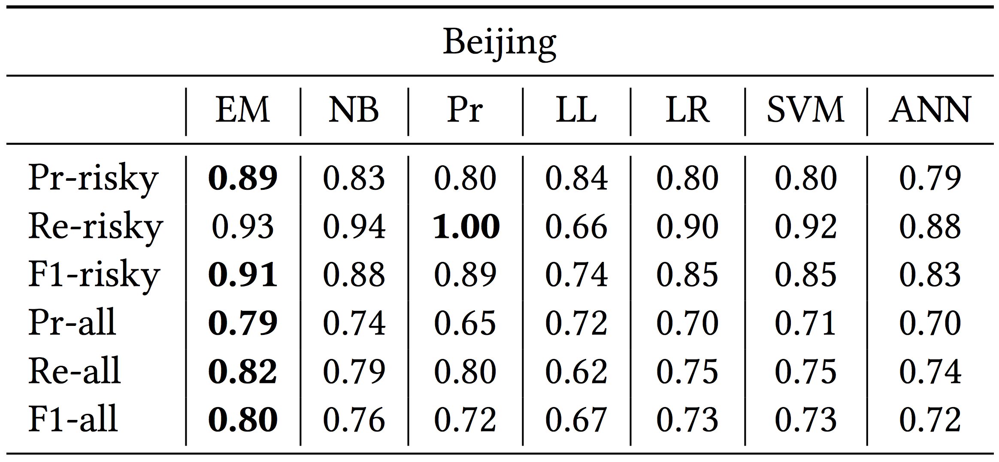 Beijing
EM NB Pr LL LR SVM ANN
Pr-risky 0.89 0.83 0.80 0.84 0.80 0.80 0.79
Re-risky 0.93 0.94 1.00 0.66 0.90 0.92 0.88
F1-risky 0.91 0.88 0.89 0.74 0.85 0.85 0.83
Pr-all 0.79 0.74 0.65 0.72 0.70 0.71 0.70
Re-all 0.82 0.79 0.80 0.62 0.75 0.75 0.74
F1-all 0.80 0.76 0.72 0.67 0.73 0.73 0.72